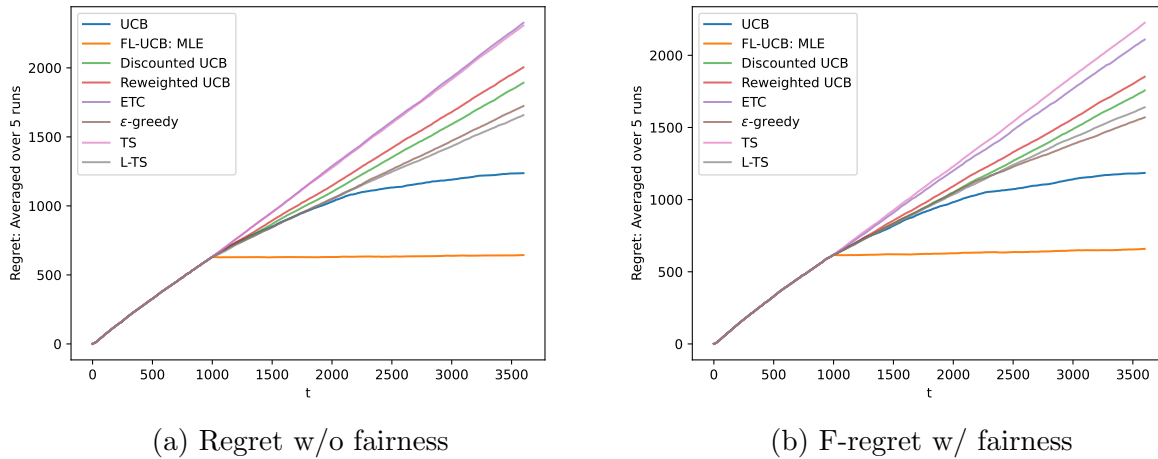 UCB
FL-UCB: MLE
Discounted UCB
Reweighted UCB
ETC
ε-greedy
TS
L-TS
Regret: Averaged over 5 runs
2000
1500
1000
500
0
0 500 1000 1500 2000 2500 3000 3500
t
(a) Regret w/o fairness
UCB
FL-UCB: MLE
Discounted UCB
Reweighted UCB
ETC
ε-greedy
TS
L-TS
Regret: Averaged over 5 runs
2000
1500
1000
500
0
0 500 1000 1500 2000 2500 3000 3500
t
(b) F-regret w/ fairness